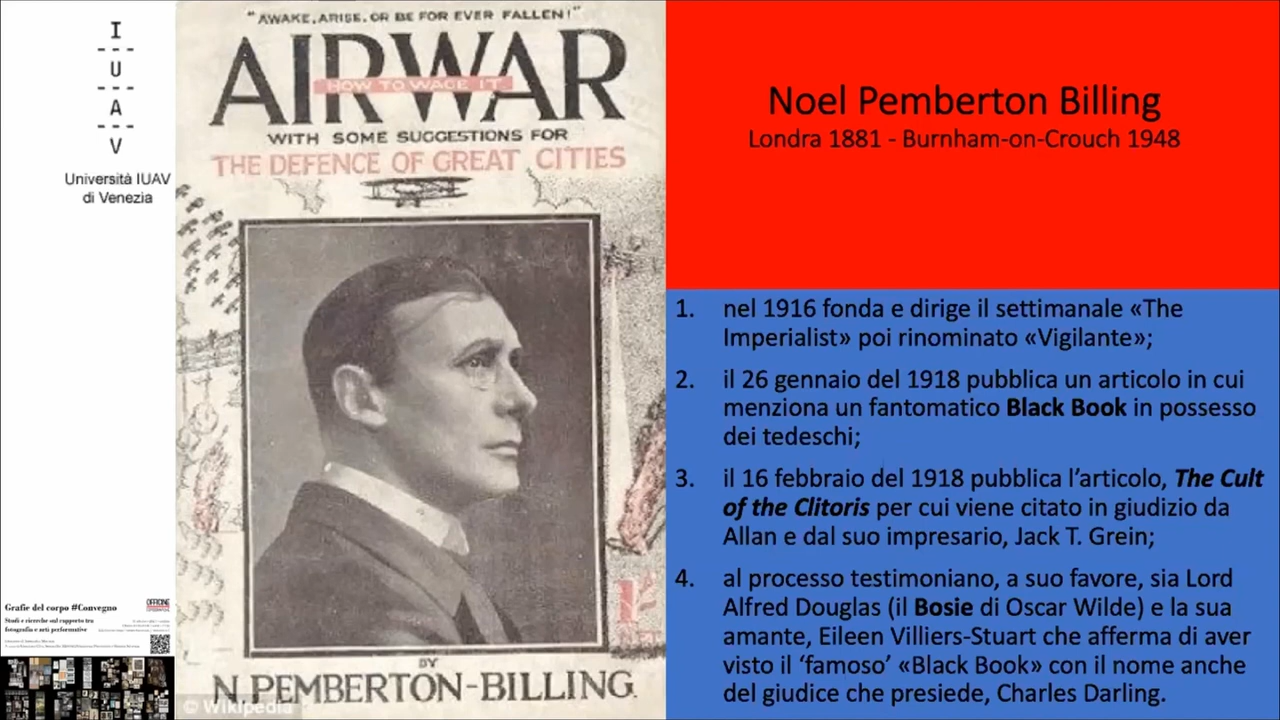 I
U
A
V
Università IUAV
di Venezia
"AWAKE, ARISE, OR BE FOR EVER FALLEN!"
AIRWAR
HOW TO WAGE IT
WITH SOME SUGGESTIONS FOR
THE DEFENCE OF GREAT CITIES
1/-
BY
N. PEMBERTON-BILLING.
© Wikipedia
Noel Pemberton Billing
Londra 1881 - Burnham-on-Crouch 1948
1. nel 1916 fonda e dirige il settimanale «The
Imperialist» poi rinominato «Vigilante»;
2. il 26 gennaio del 1918 pubblica un articolo in cui
menziona un fantomatico Black Book in possesso
dei tedeschi;
3. il 16 febbraio del 1918 pubblica l’articolo, The Cult
of the Clitoris per cui viene citato in giudizio da
Allan e dal suo impresario, Jack T. Grein;
4. al processo testimoniano, a suo favore, sia Lord
Alfred Douglas (il Bosie di Oscar Wilde) e la sua
amante, Eileen Villiers-Stuart che afferma di aver
visto il ‘famoso’ «Black Book» con il nome anche
del giudice che presiede, Charles Darling.
Grafie del corpo #Convegno
Studi e ricerche sul rapporto tra
fotografia e arti performative
OFFICINE